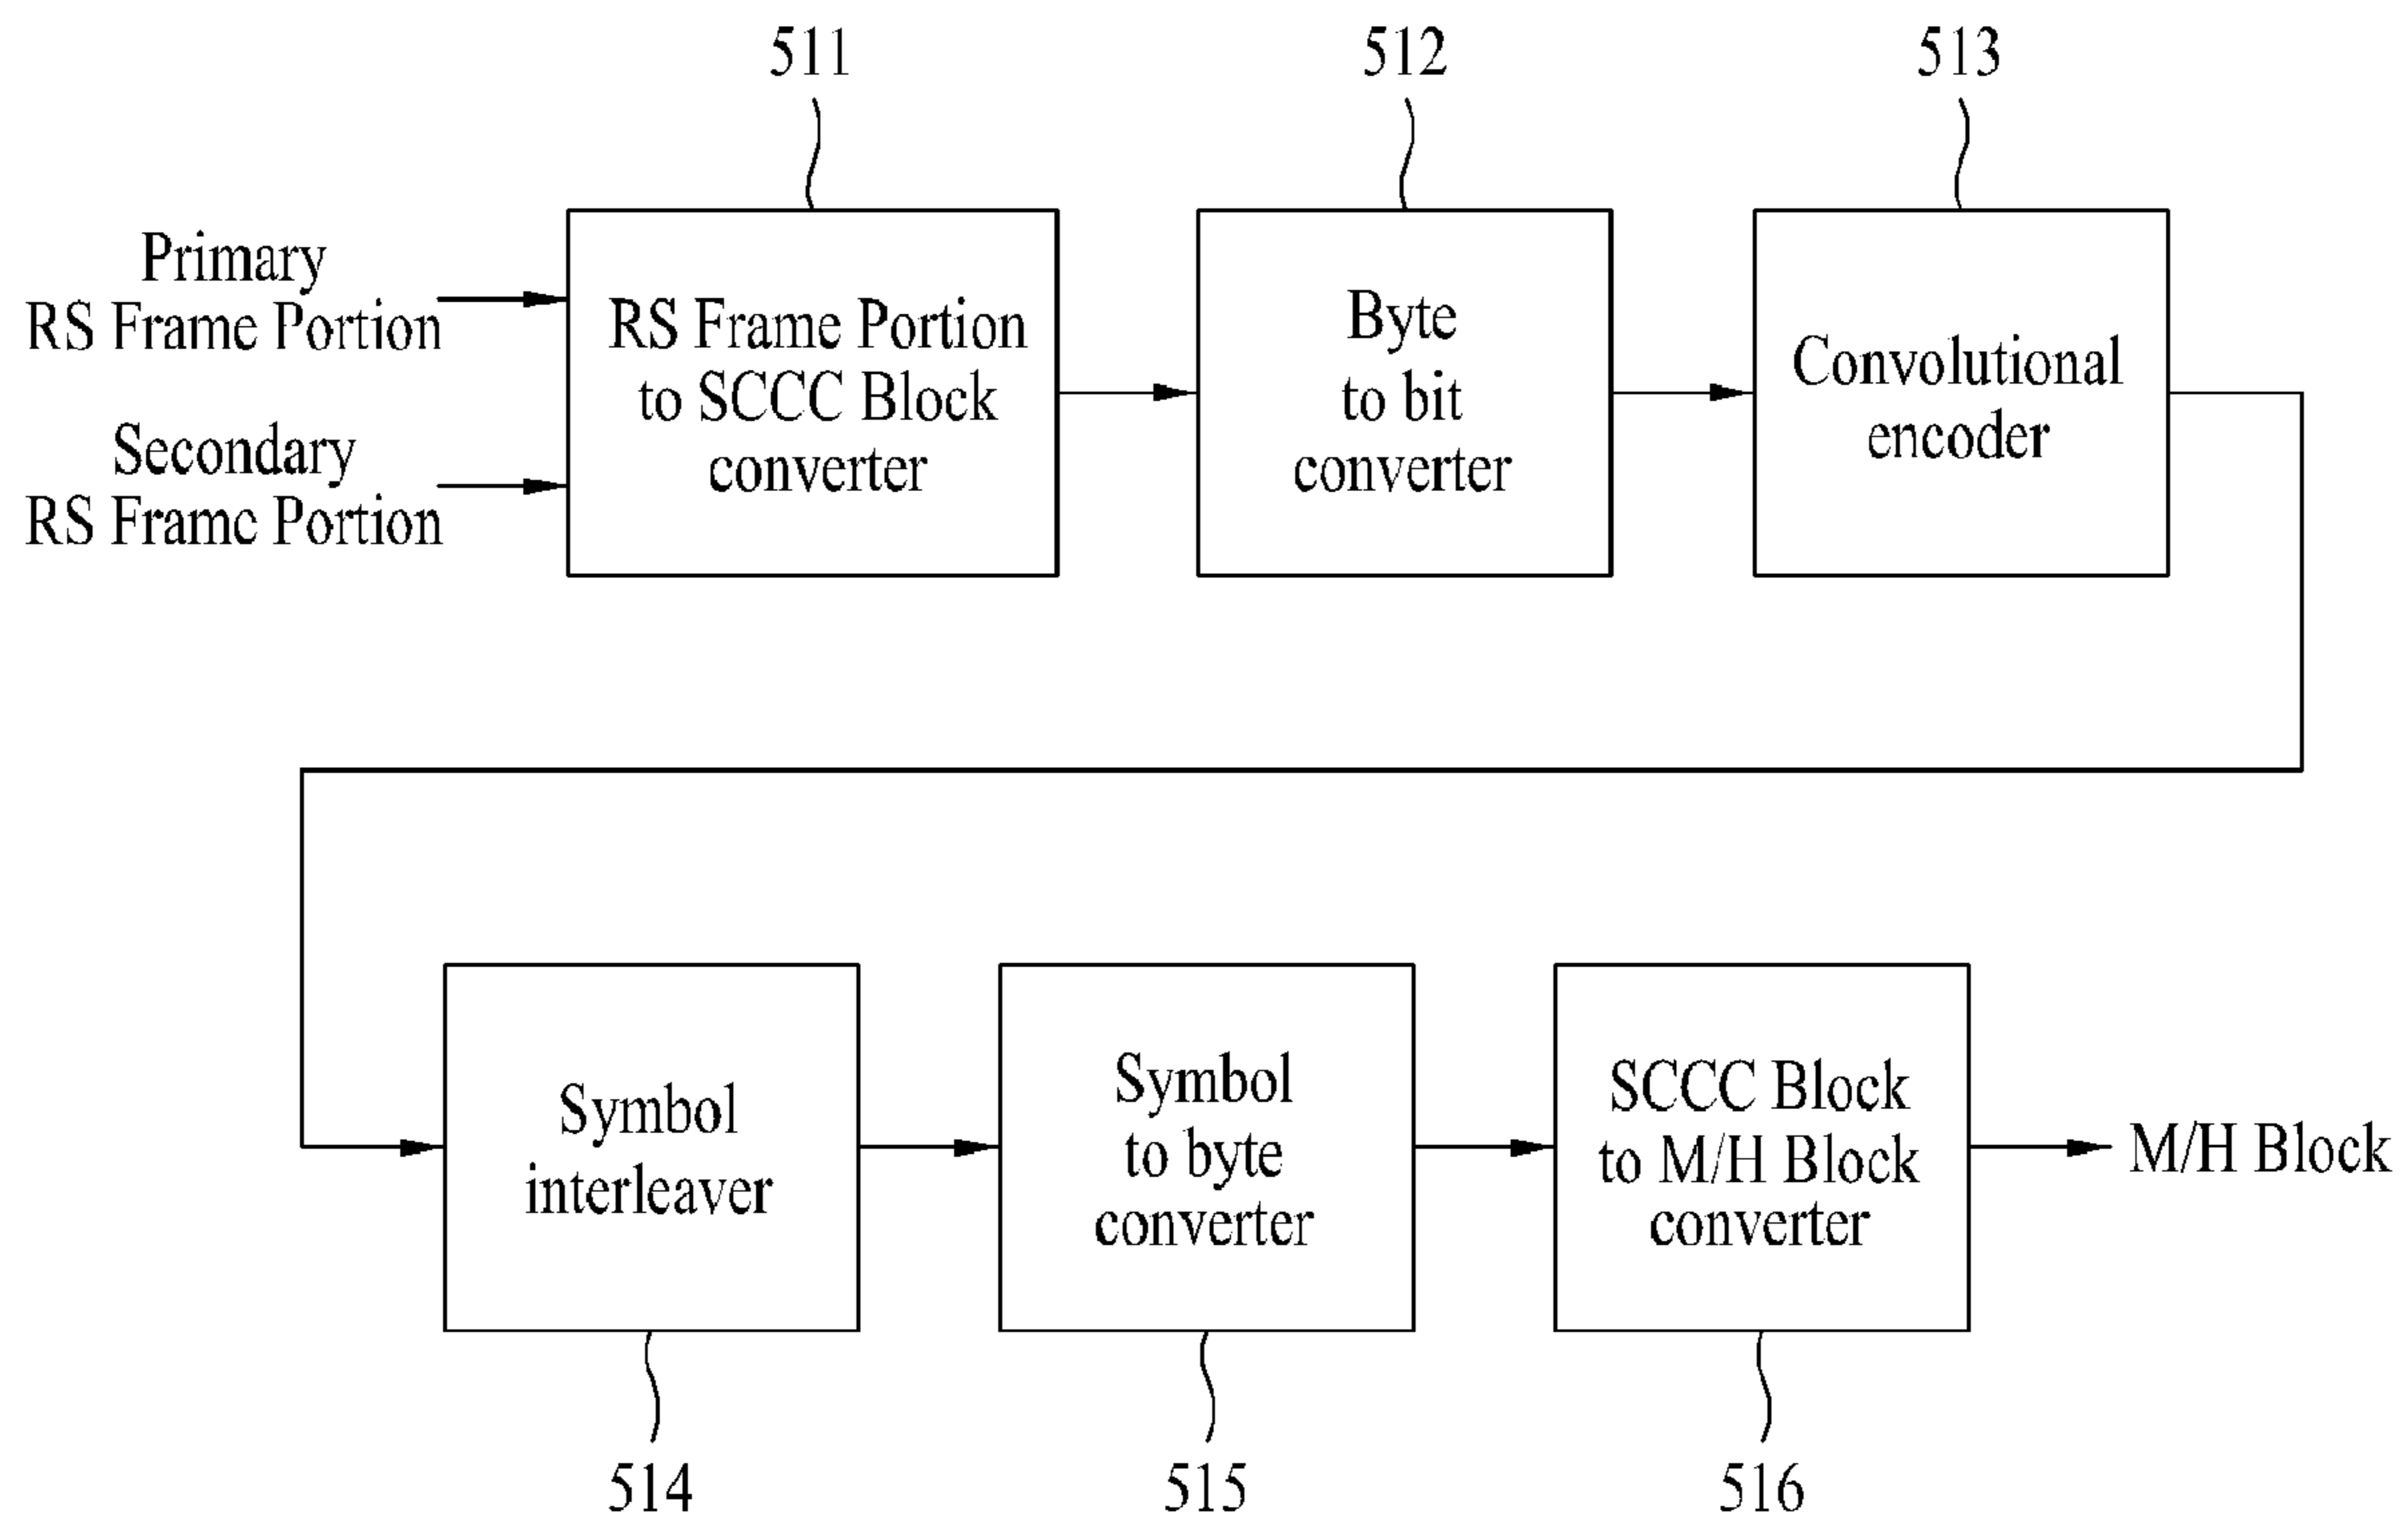 511
512
513
Primary
RS Frame Portion
Secondary
RS Frame Portion
RS Frame Portion
to SCCC Block
converter
Byte
to bit
converter
Convolutional
encoder
Symbol
interleaver
Symbol
to byte
converter
SCCC Block
to M/H Block
converter
M/H Block
514
515
516